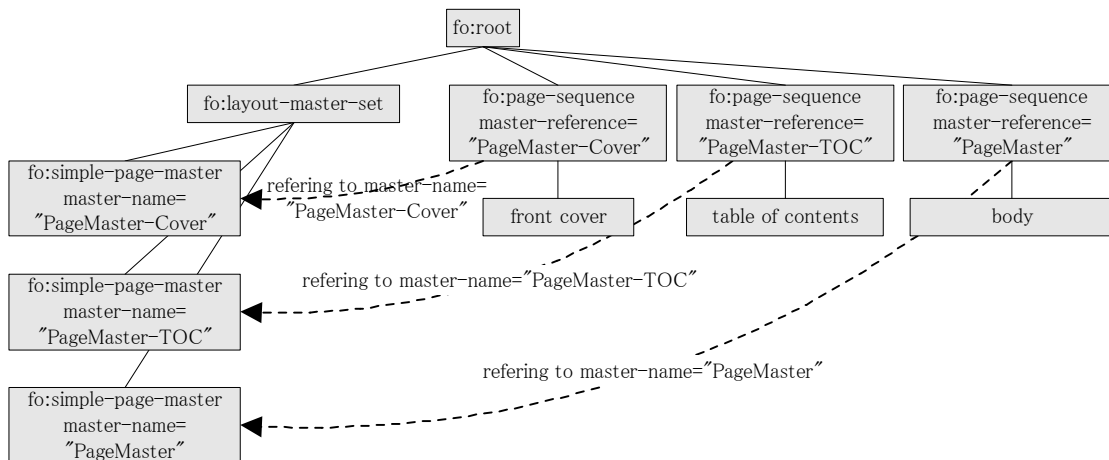 fo:root
fo:layout-master-set
fo:page-sequence
master-reference=
"PageMaster-Cover"
fo:page-sequence
master-reference=
"PageMaster-TOC"
fo:page-sequence
master-reference=
"PageMaster"
fo:simple-page-master
master-name=
"PageMaster-Cover"
refering to master-name=
"PageMaster-Cover"
front cover
table of contents
body
fo:simple-page-master
master-name=
"PageMaster-TOC"
refering to master-name="PageMaster-TOC"
refering to master-name="PageMaster"
fo:simple-page-master
master-name=
"PageMaster"